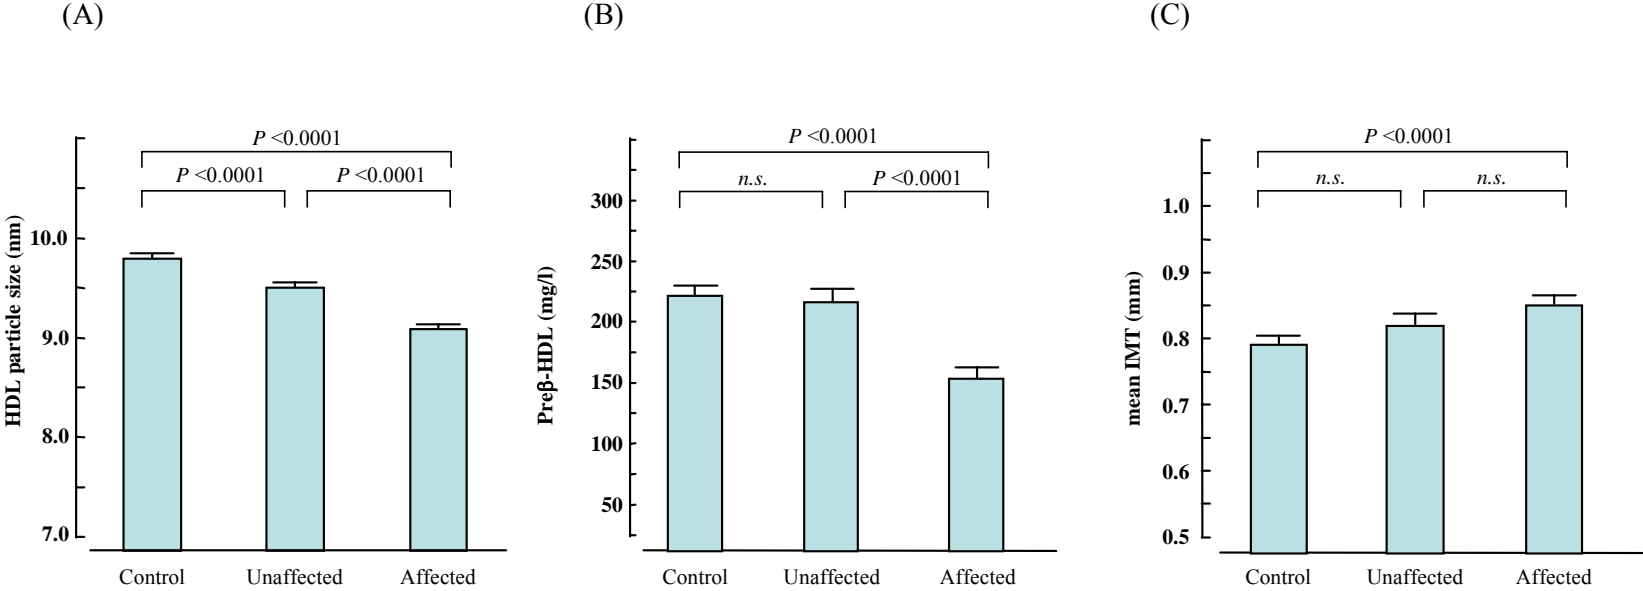 (A)
HDL particle size (nm)
10.0
9.0
8.0
7.0
P <0.0001
P <0.0001
P <0.0001
Control
Unaffected
Affected
(B)
Preβ-HDL (mg/l)
300
250
200
150
100
50
P <0.0001
n.s.
P <0.0001
Control
Unaffected
Affected
(C)
mean IMT (mm)
1.0
0.9
0.8
0.7
0.6
0.5
P <0.0001
n.s.
n.s.
Control
Unaffected
Affected